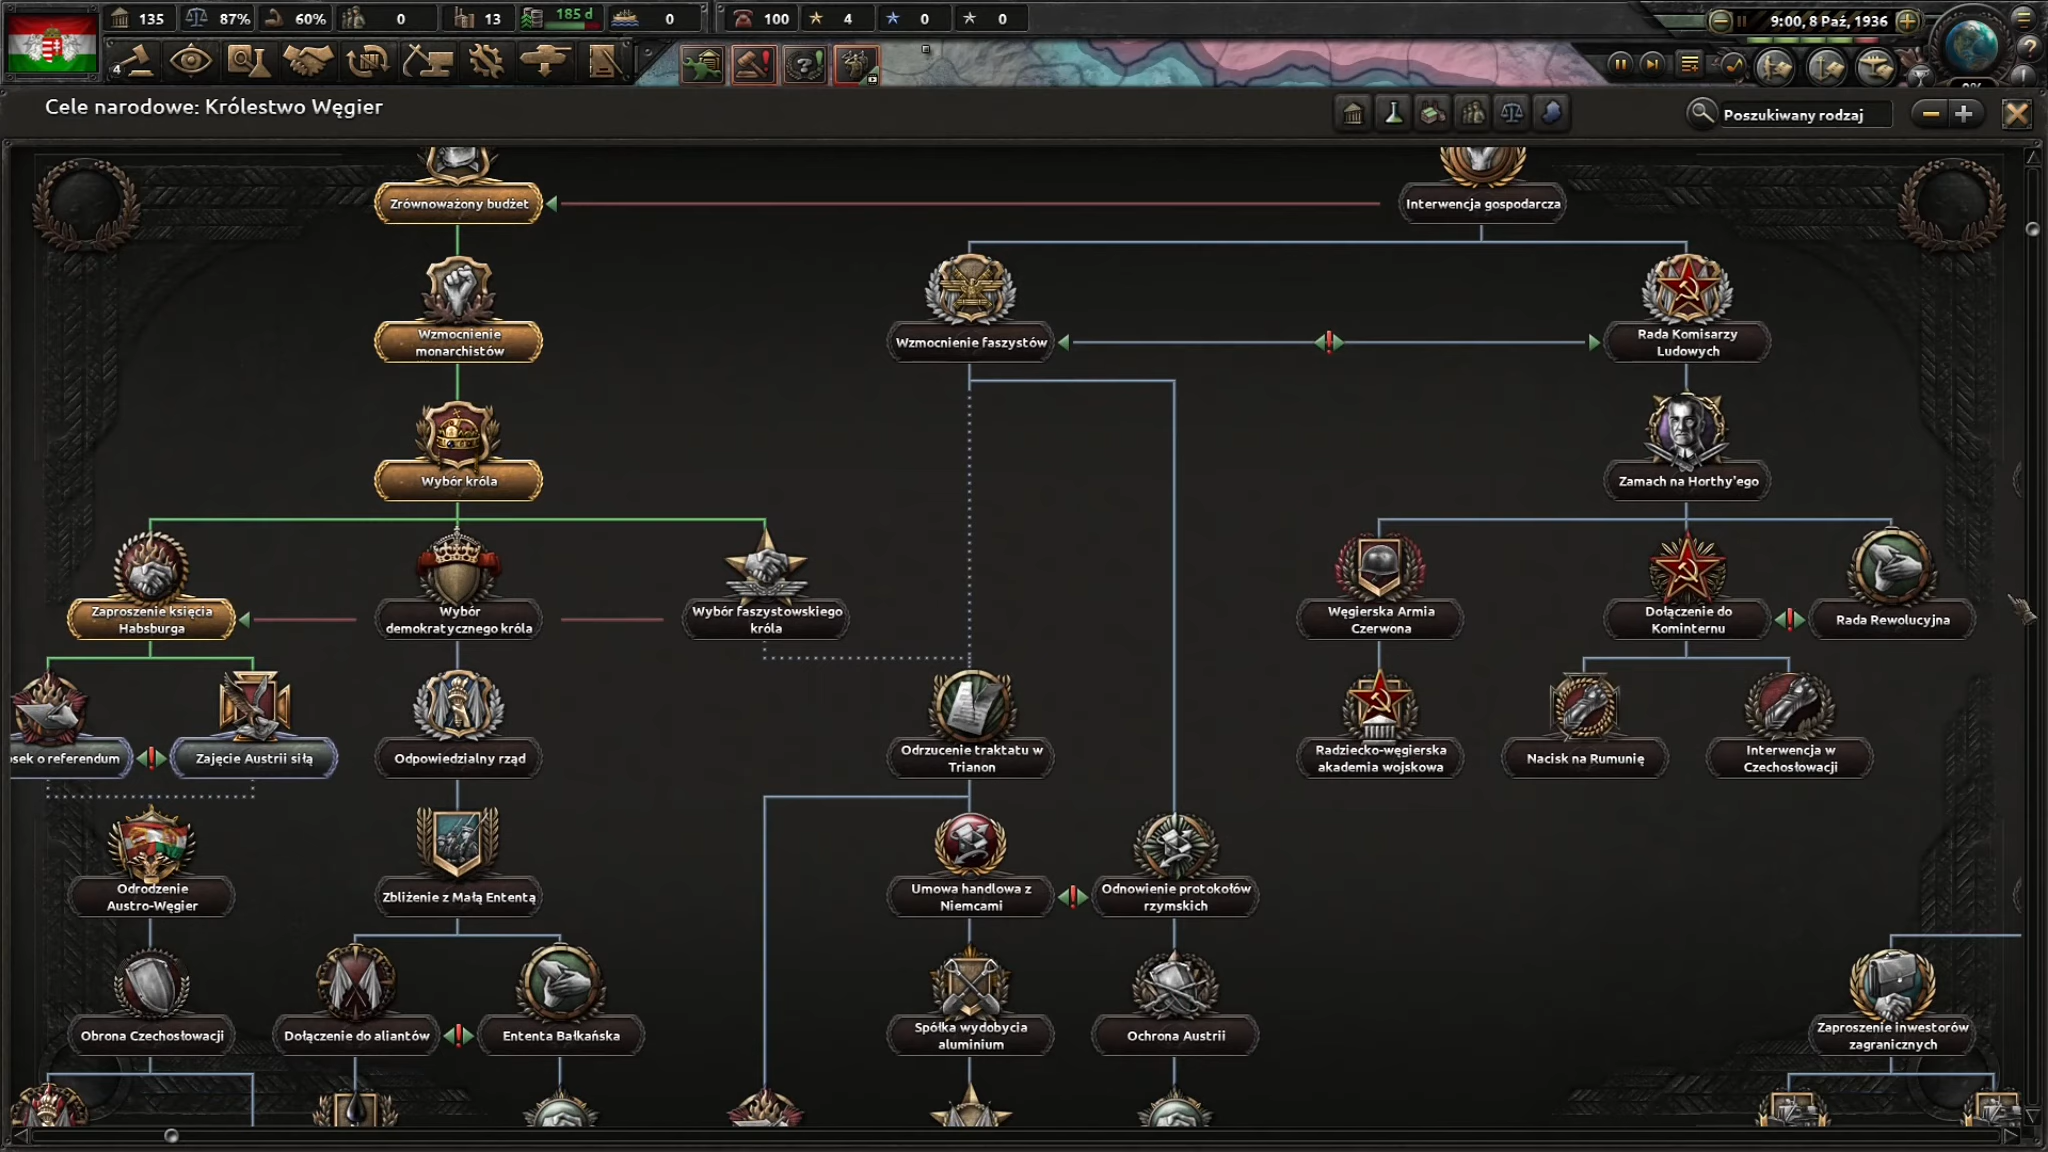 135
87%
60%
0
13
185 d
0
100
4
0
0
9:00, 8 Paź, 1936
4
Cele narodowe: Królestwo Węgier
Poszukiwany rodzaj
Zrównoważony budżet
Interwencja gospodarcza
Wzmocnienie
monarchistów
Wzmocnienie faszystów
Rada Komisarzy
Ludowych
Wybór króla
Zamach na Horthy'ego
Zaproszenie księcia
Habsburga
Wybór
demokratycznego króla
Wybór faszystowskiego
króla
Węgierska Armia
Czerwona
Dołączenie do
Kominternu
Rada Rewolucyjna
osek o referendum
Zajęcie Austrii siłą
Odpowiedzialny rząd
Odrzucenie traktatu w
Trianon
Radziecko-węgierska
akademia wojskowa
Nacisk na Rumunię
Interwencja w
Czechosłowacji
Odrodzenie
Austro-Węgier
Zbliżenie z Małą Ententą
Umowa handlowa z
Niemcami
Odnowienie protokołów
rzymskich
Obrona Czechosłowacji
Dołączenie do aliantów
Ententa Bałkańska
Spółka wydobycia
aluminium
Ochrona Austrii
Zaproszenie inwestorów
zagranicznych